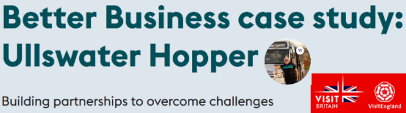 Better Business case study:
Ullswater Hopper
Building partnerships to overcome challenges
VISIT
BRITAIN
VisitEngland